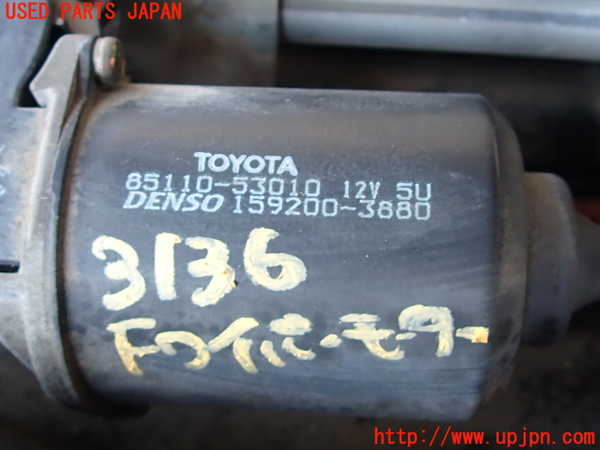 USED PARTS JAPAN
TOYOTA
85110-53010 12V 5U
DENSO 159200-3880
3136
Fワイパーモーター
http://www.upjpn.com